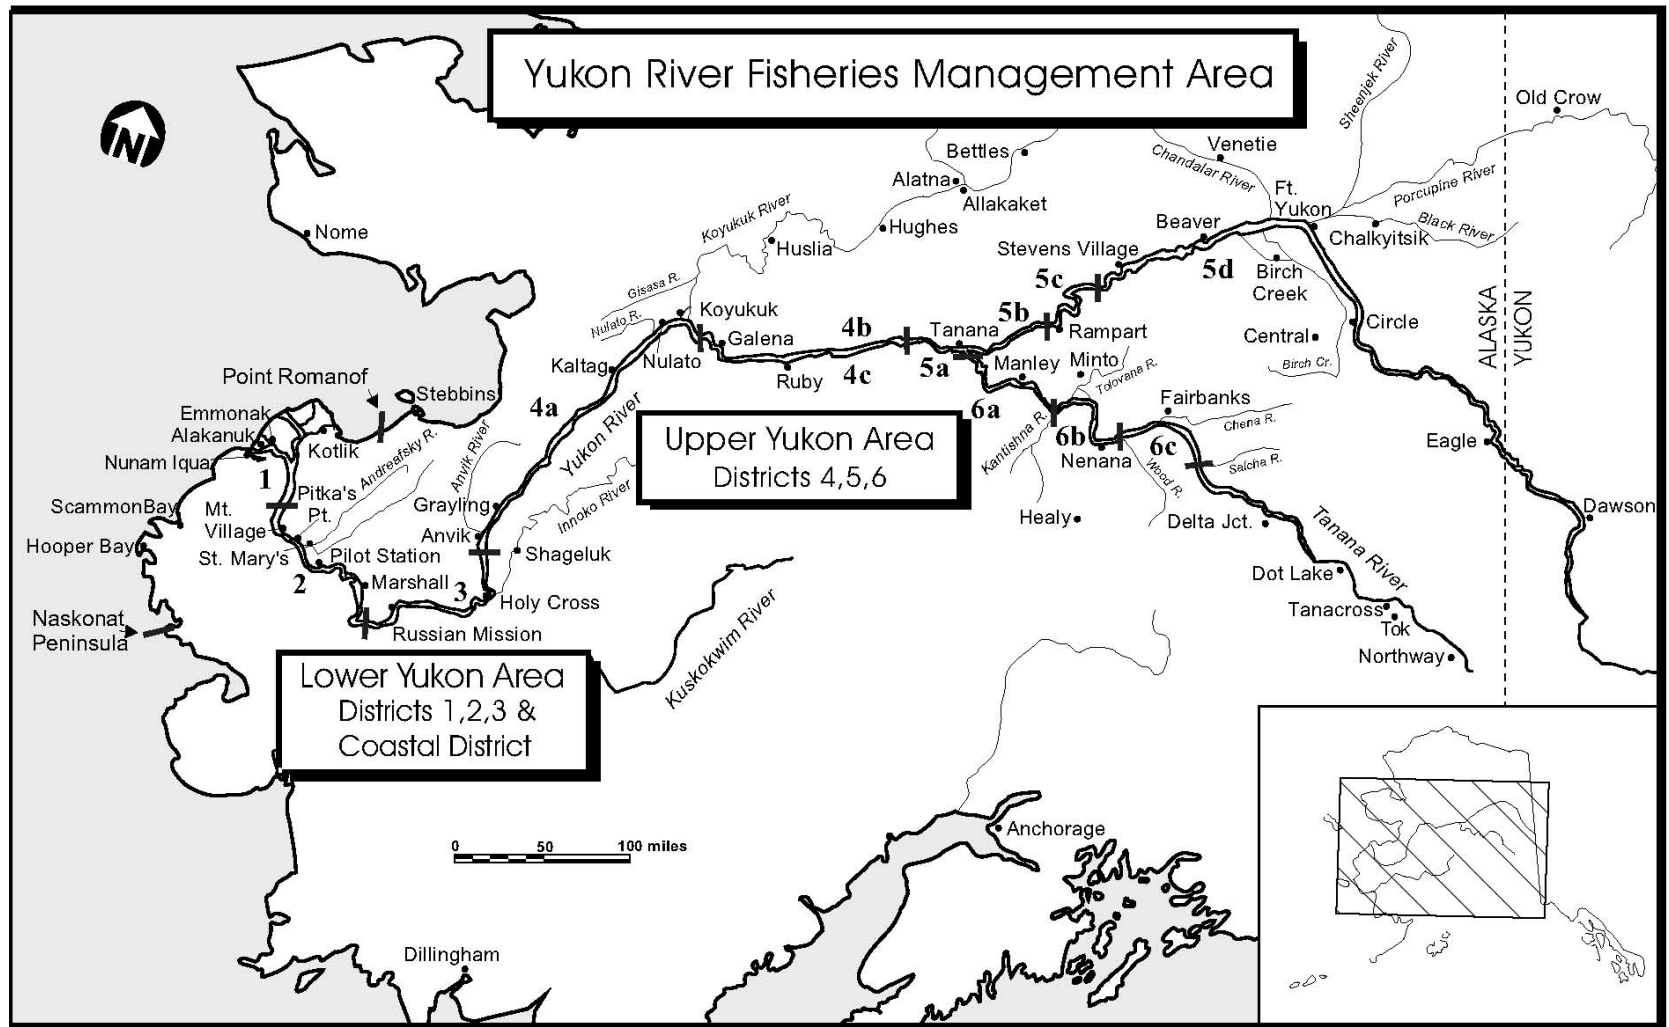 Yukon River Fisheries Management Area
N
Sheenjek River
Old Crow
Venetie
Bettles
Chandalar River
Alatna
Allakaket
Ft.
Yukon
Porcupine River
Koyukuk River
Beaver
Black River
Chalkyitsik
Nome
Hughes
Huslia
Stevens Village
5d
Birch
Creek
Gisasa R.
5c
ALASKA
YUKON
Koyukuk
Nulato R.
Galena
4b
Tanana
5b
Rampart
Circle
Central
Kaltag
Nulato
Ruby
4c
5a
Manley
Minto
Birch Cr.
Point Romanof
Stebbins
4a
Tolovana R.
6a
Fairbanks
Emmonak
Alakanuk
Kotlik
Yukon River
Upper Yukon Area
Districts 4,5,6
Chena R.
Nunam Iqua
Andreafsky R.
Anvik River
Kantishna R.
6b
6c
Eagle
Nenana
Salcha R.
1
Wood R.
Innoko River
ScammonBay
Mt.
Village
Pitka's
Pt.
Grayling
Healy
Delta Jct.
Dawson
Tanana River
Hooper Bay
St. Mary's
Pilot Station
Anvik
Shageluk
2
Marshall
3
Holy Cross
Dot Lake
Naskonat
Peninsula
Russian Mission
Tanacross
Tok
Northway
Kuskokwim River
Lower Yukon Area
Districts 1,2,3 &
Coastal District
Anchorage
0 50 100 miles
Dillingham